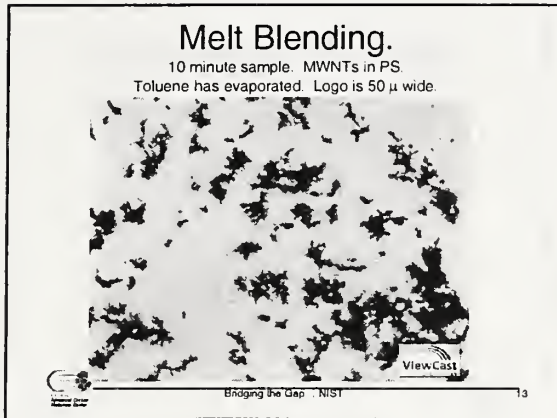 Melt Blending.
10 minute sample. MWNTs in PS.
Toluene has evaporated. Logo is 50 μ wide.
ViewCast
Bridging the Gap : NIST
13